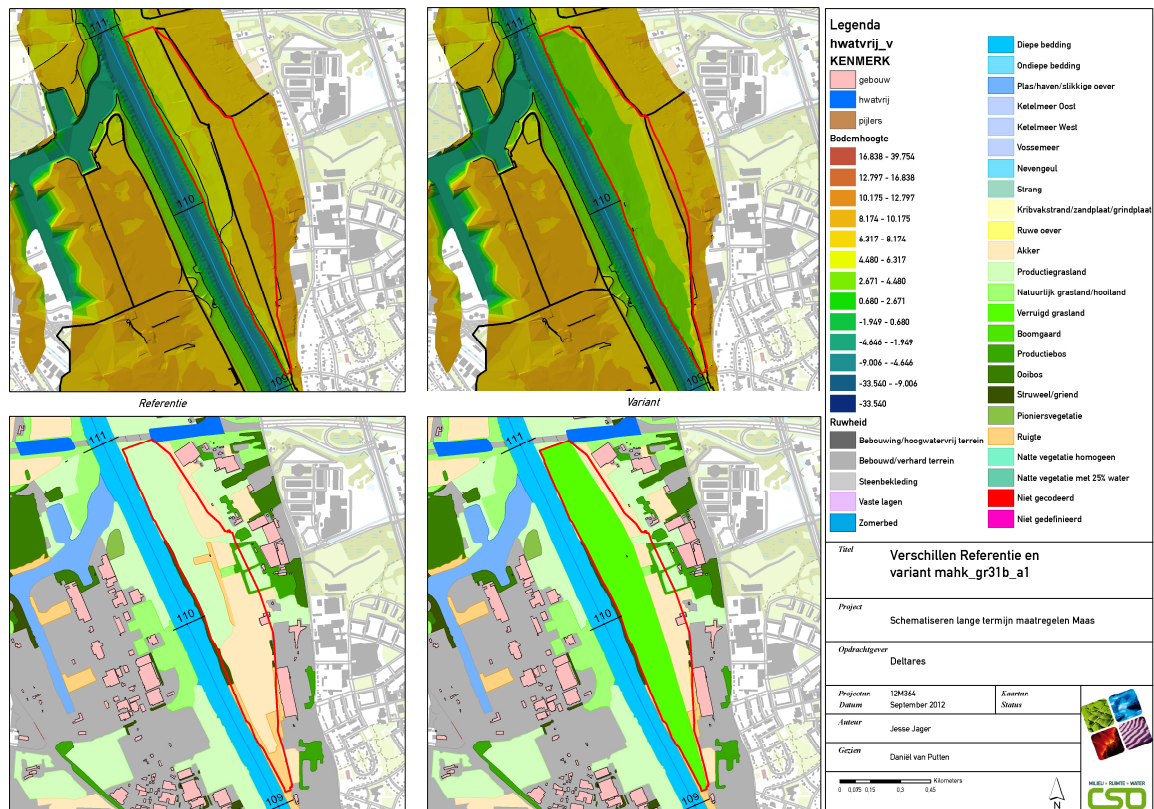 111
110
109
Referentie
111
110
109
Variant
111
110
109
111
110
109
Legenda
hwatvrij_v
KENMERK
gebouw
hwatvrij
pijlers
Bodemhoogte
16.838 - 39.754
12.797 - 16.838
10.175 - 12.797
8.174 - 10.175
6.317 - 8.174
4.480 - 6.317
2.671 - 4.480
0.680 - 2.671
-1.949 - 0.680
-4.646 - -1.949
-9.006 - -4.646
-33.540 - -9.006
-33.540
Ruwheid
Bebouwing/hoogwatervrij terrein
Bebouwd/verhard terrein
Steenbekleding
Vaste lagen
Zomerbed
Diepe bedding
Ondiepe bedding
Plas/haven/slikkige oever
Ketelmeer Oost
Ketelmeer West
Vossemeer
Nevengeul
Strang
Kribvakstrand/zandplaat/grindplaat
Ruwe oever
Akker
Productiegrasland
Natuurlijk grasland/hooiland
Verruigd grasland
Boomgaard
Productiebos
Ooibos
Struweel/griend
Pioniersvegetatie
Ruigte
Natte vegetatie homogeen
Natte vegetatie met 25% water
Niet gecodeerd
Niet gedefinieerd
Titel
Verschillen Referentie en
variant mahk_gr31b_a1
Project
Schematiseren lange termijn maatregelen Maas
Opdrachtgever
Deltares
Projectnr. 12M364
Kaartnr.
Datum September 2012
Status
Auteur
Jesse Jager
Gezien
Daniël van Putten
Kilometers
0 0.075 0.15 0.3 0.45
N
MILIEU - RUIMTE - WATER
CSO